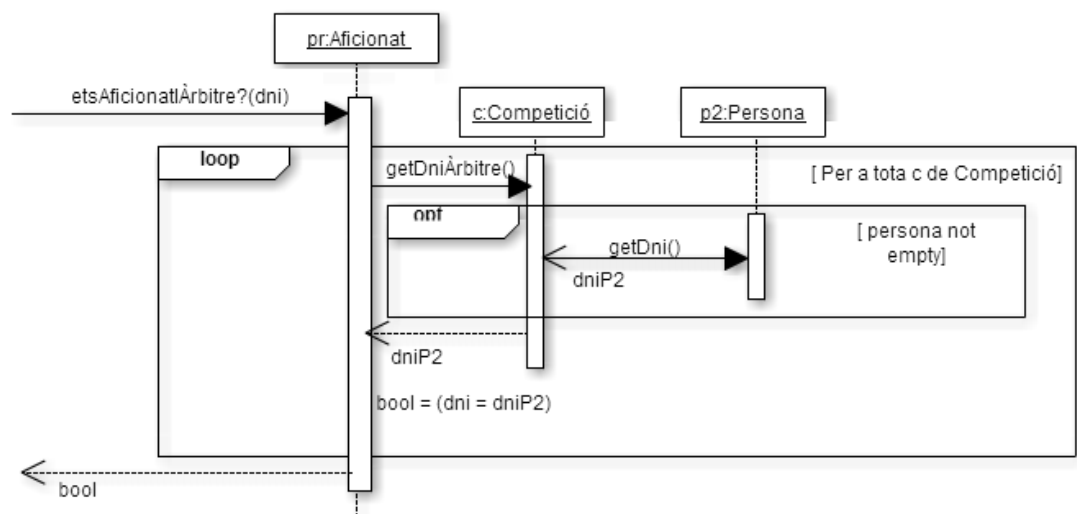 pr:Aficionat
etsAficionatIÀrbitre?(dni)
c:Competició
p2:Persona
loop
[ Per a tota c de Competició]
getDniÀrbitre()
opt
[ persona not
empty]
getDni()
dniP2
dniP2
bool = (dni = dniP2)
bool